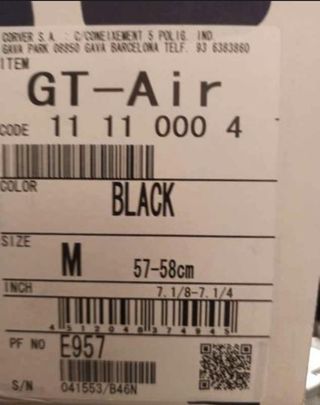 CORVER S.A. : C/CONEIXEMENT 5 POLIG. IND.
GAVA PARK 08850 GAVA BARCELONA TELF. 93 6383860
ITEM
GT-Air
CODE 11 11 000 4
COLOR
BLACK
SIZE
M 57-58cm
INCH 7.1/8-7.1/4
4512048374945
PF NO E957
S/N 041553/B46N